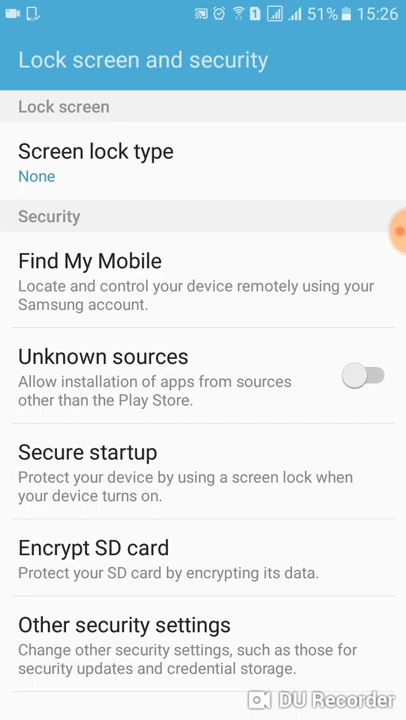 51% 15:26
Lock screen and security
Lock screen
Screen lock type
None
Security
Find My Mobile
Locate and control your device remotely using your
Samsung account.
Unknown sources
Allow installation of apps from sources
other than the Play Store.
Secure startup
Protect your device by using a screen lock when
your device turns on.
Encrypt SD card
Protect your SD card by encrypting its data.
Other security settings
Change other security settings, such as those for
security updates and credential storage.
DU Recorder